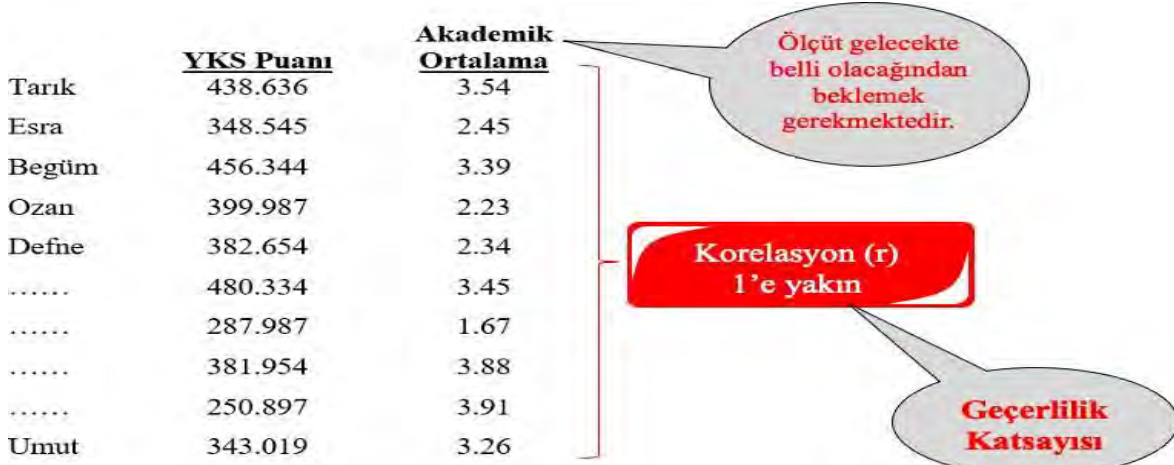 YKS Puanı Akademik Ortalama
Tarık 438.636 3.54
Esra 348.545 2.45
Begüm 456.344 3.39
Ozan 399.987 2.23
Defne 382.654 2.34
…… 480.334 3.45
…… 287.987 1.67
…… 381.954 3.88
…… 250.897 3.91
Umut 343.019 3.26
Ölçüt gelecekte
belli olacağından
beklemek
gerekmektedir.
Korelasyon (r)
1’e yakın
Geçerlilik
Katsayısı